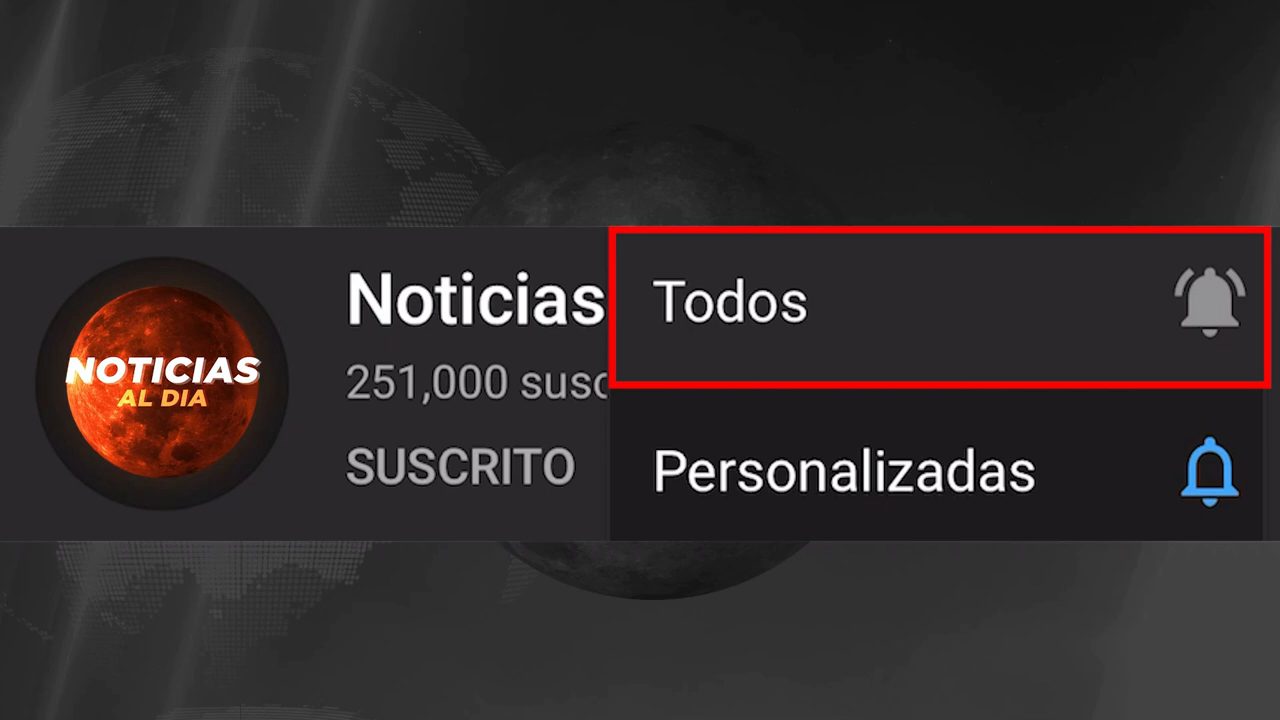 NOTICIAS
AL DIA
Noticias
251,000 susc
SUSCRITO
Todos
Personalizadas